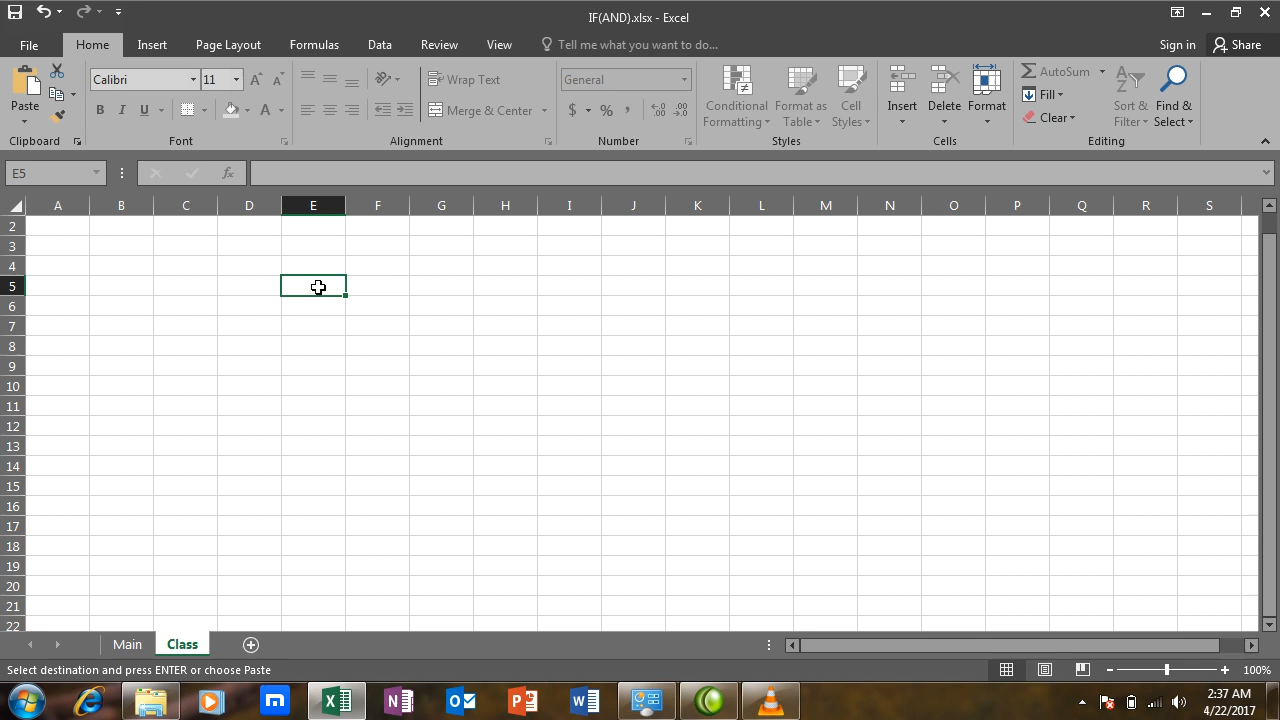 IF(AND).xlsx - Excel
File Home Insert Page Layout Formulas Data Review View Tell me what you want to do... Sign in Share
Calibri 11 Wrap Text General AutoSum
Paste Fill
B I U Merge & Center $ % , Conditional Formatting Format as Table Cell Styles Insert Delete Format Clear Sort & Filter Find & Select
Clipboard Font Alignment Number Styles Cells Editing
E5 fx
A B C D E F G H I J K L M N O P Q R S
2
3
4
5
6
7
8
9
10
11
12
13
14
15
16
17
18
19
20
21
22
Main Class
Select destination and press ENTER or choose Paste 100%
2:37 AM
4/22/2017